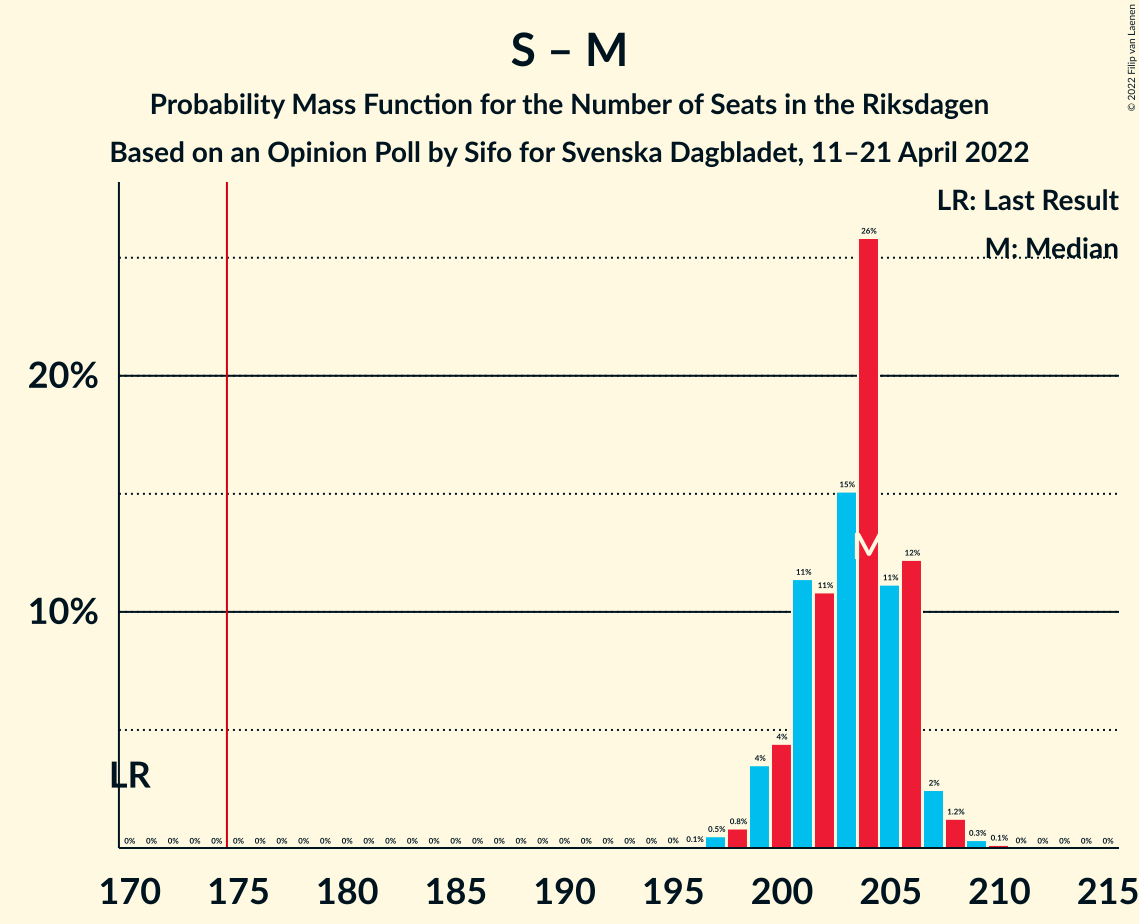 © 2022 Filip van Laenen
S – M
Probability Mass Function for the Number of Seats in the Riksdagen
Based on an Opinion Poll by Sifo for Svenska Dagbladet, 11–21 April 2022
LR: Last Result
M: Median
20%
10%
LR
M
0% 0% 0% 0% 0% 0% 0% 0% 0% 0% 0% 0% 0% 0% 0% 0% 0% 0% 0% 0% 0% 0% 0% 0% 0% 0% 0.1% 0.5% 0.8% 4% 4% 11% 11% 15% 26% 11% 12% 2% 1.2% 0.3% 0.1% 0% 0% 0% 0% 0%
170 175 180 185 190 195 200 205 210 215